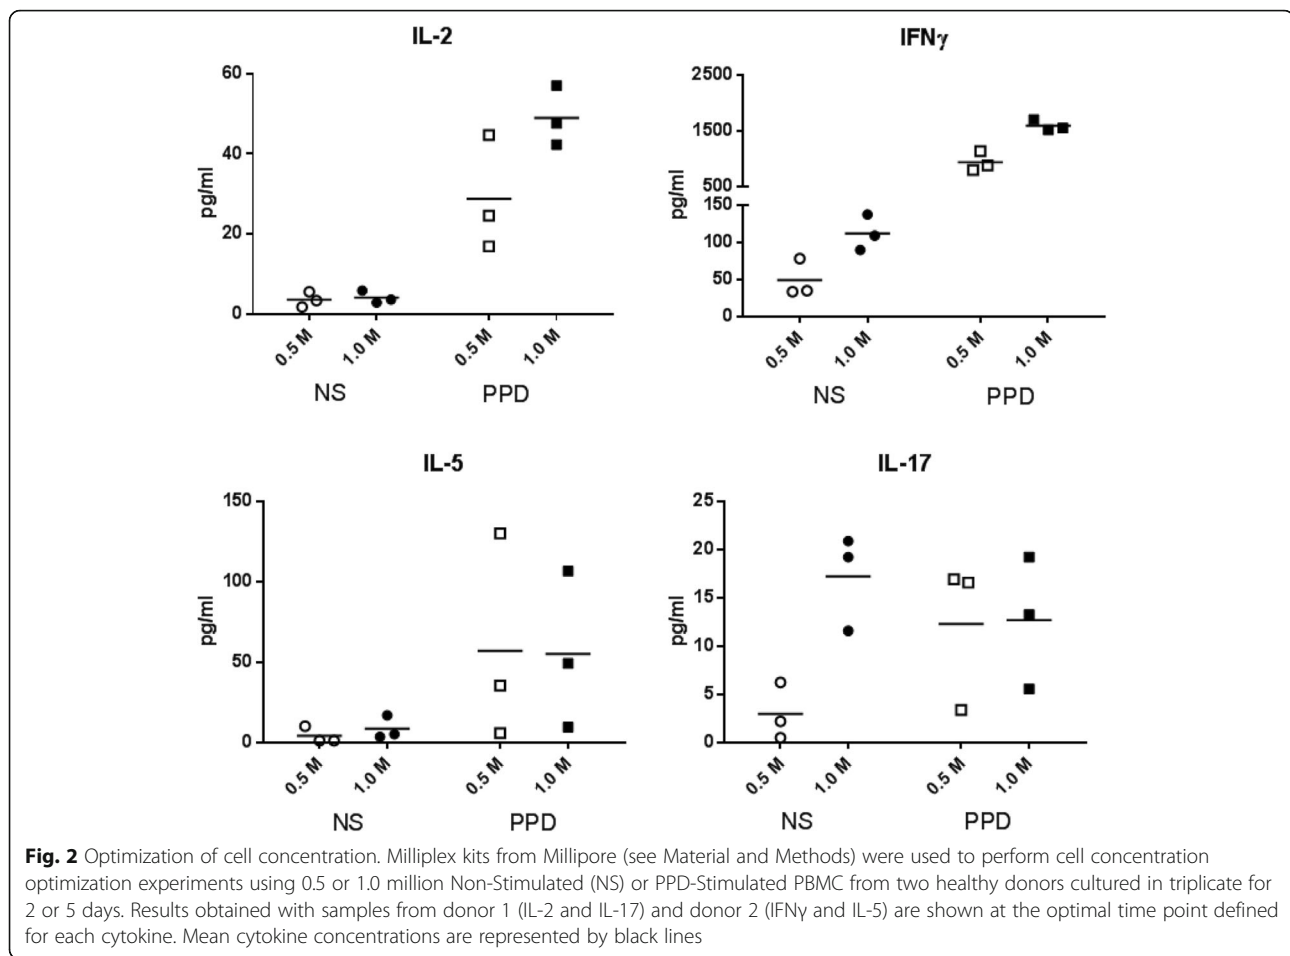 IL-2
pg/ml
60
40
20
0
0.5 M
1.0 M
0.5 M
1.0 M
NS
PPD
IFNγ
pg/ml
2500
1500
500
150
100
50
0
0.5 M
1.0 M
0.5 M
1.0 M
NS
PPD
IL-5
pg/ml
150
100
50
0
0.5 M
1.0 M
0.5 M
1.0 M
NS
PPD
IL-17
pg/ml
25
20
15
10
5
0
0.5 M
1.0 M
0.5 M
1.0 M
NS
PPD
Fig. 2 Optimization of cell concentration. Milliplex kits from Millipore (see Material and Methods) were used to perform cell concentration
optimization experiments using 0.5 or 1.0 million Non-Stimulated (NS) or PPD-Stimulated PBMC from two healthy donors cultured in triplicate for
2 or 5 days. Results obtained with samples from donor 1 (IL-2 and IL-17) and donor 2 (IFNγ and IL-5) are shown at the optimal time point defined
for each cytokine. Mean cytokine concentrations are represented by black lines